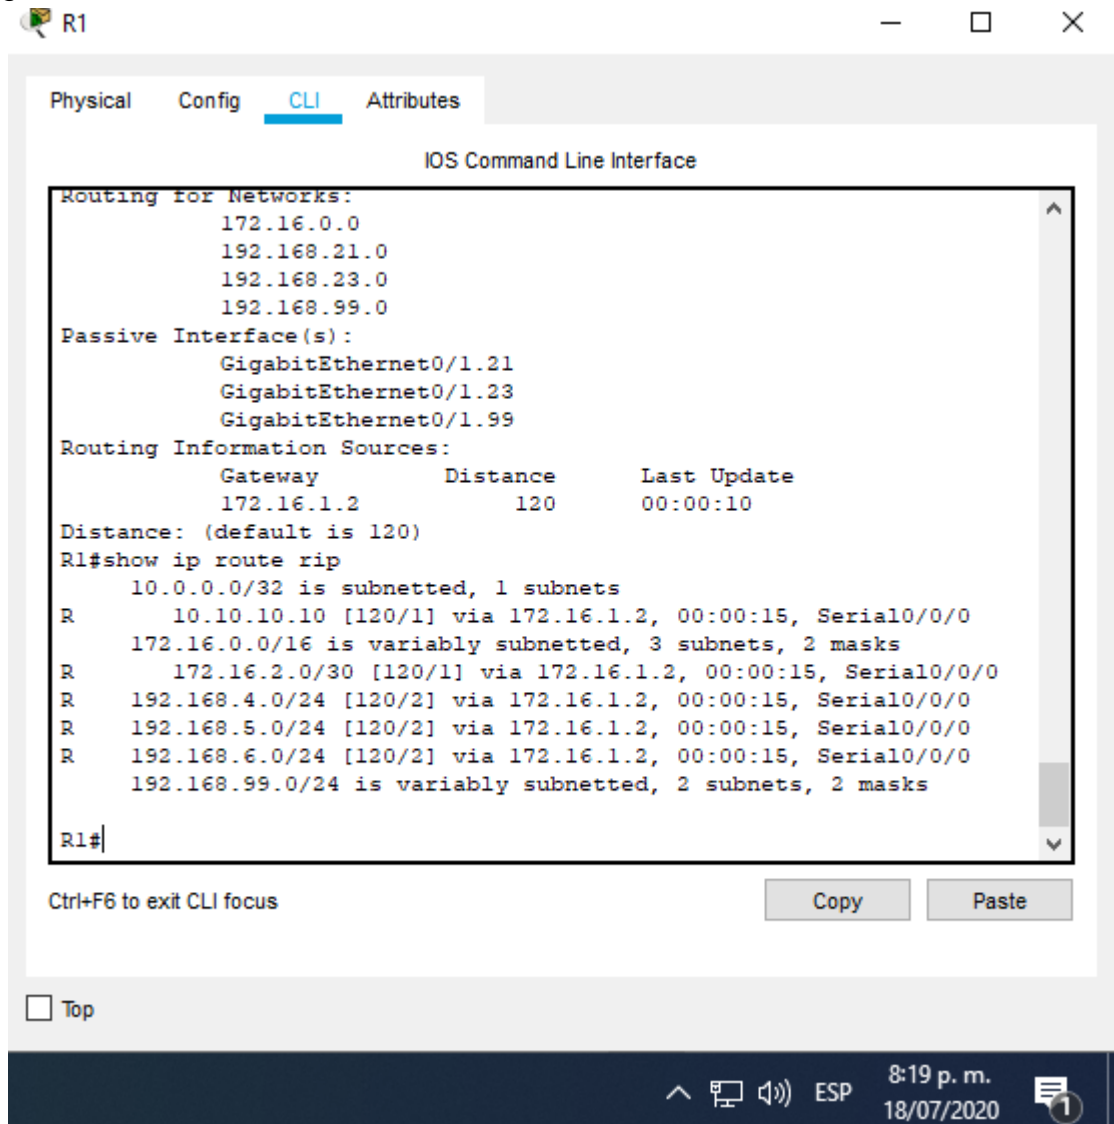 R1
Physical Config CLI Attributes
IOS Command Line Interface
Routing for Networks:
172.16.0.0
192.168.21.0
192.168.23.0
192.168.99.0
Passive Interface(s):
GigabitEthernet0/1.21
GigabitEthernet0/1.23
GigabitEthernet0/1.99
Routing Information Sources:
Gateway Distance Last Update
172.16.1.2 120 00:00:10
Distance: (default is 120)
R1#show ip route rip
10.0.0.0/32 is subnetted, 1 subnets
R 10.10.10.10 [120/1] via 172.16.1.2, 00:00:15, Serial0/0/0
172.16.0.0/16 is variably subnetted, 3 subnets, 2 masks
R 172.16.2.0/30 [120/1] via 172.16.1.2, 00:00:15, Serial0/0/0
R 192.168.4.0/24 [120/2] via 172.16.1.2, 00:00:15, Serial0/0/0
R 192.168.5.0/24 [120/2] via 172.16.1.2, 00:00:15, Serial0/0/0
R 192.168.6.0/24 [120/2] via 172.16.1.2, 00:00:15, Serial0/0/0
192.168.99.0/24 is variably subnetted, 2 subnets, 2 masks
R1#
Ctrl+F6 to exit CLI focus Copy Paste
Top
ESP 8:19 p. m.
18/07/2020 1